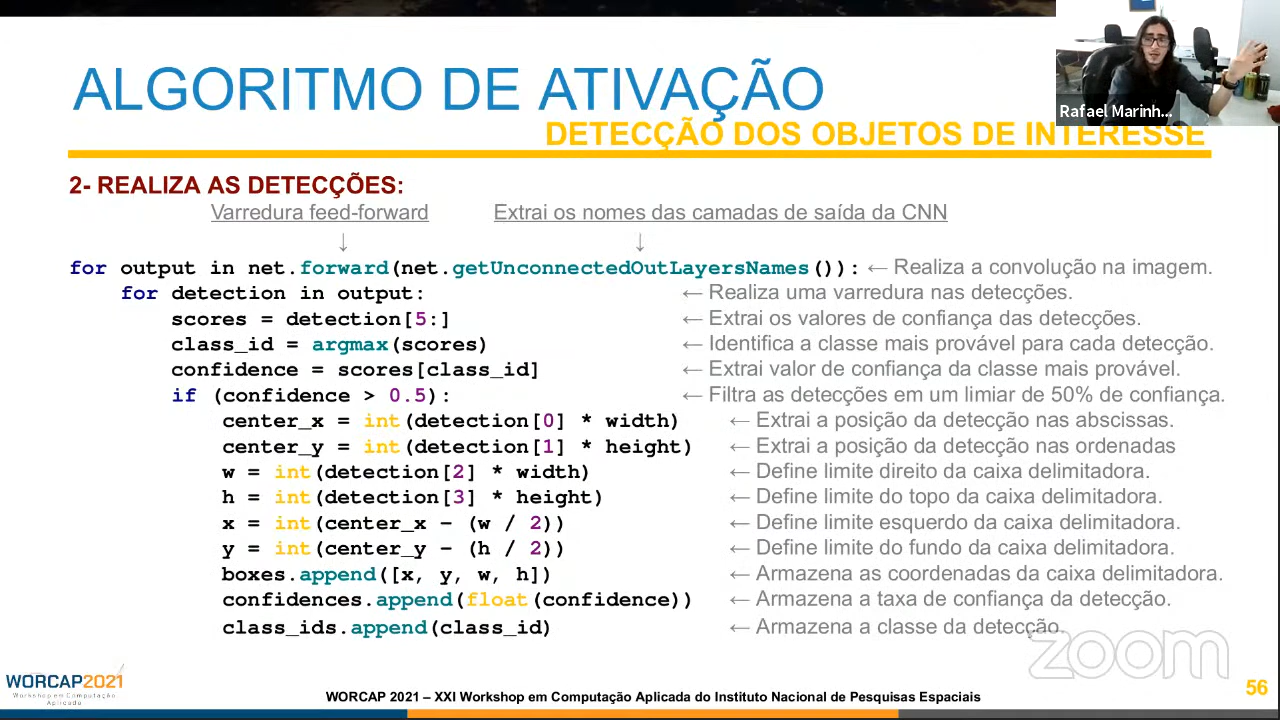 ALGORITMO DE ATIVAÇÃO
Rafael Marinh...
DETECÇÃO DOS OBJETOS DE INTERESSE
2- REALIZA AS DETECÇÕES:
Varredura feed-forward Extrai os nomes das camadas de saída da CNN
↓ ↓
for output in net.forward(net.getUnconnectedOutLayersNames()): ← Realiza a convolução na imagem.
for detection in output: ← Realiza uma varredura nas detecções.
scores = detection[5:] ← Extrai os valores de confiança das detecções.
class_id = argmax(scores) ← Identifica a classe mais provável para cada detecção.
confidence = scores[class_id] ← Extrai valor de confiança da classe mais provável.
if (confidence > 0.5): ← Filtra as detecções em um limiar de 50% de confiança.
center_x = int(detection[0] * width) ← Extrai a posição da detecção nas abscissas.
center_y = int(detection[1] * height) ← Extrai a posição da detecção nas ordenadas
w = int(detection[2] * width) ← Define limite direito da caixa delimitadora.
h = int(detection[3] * height) ← Define limite do topo da caixa delimitadora.
x = int(center_x – (w / 2)) ← Define limite esquerdo da caixa delimitadora.
y = int(center_y – (h / 2)) ← Define limite do fundo da caixa delimitadora.
boxes.append([x, y, w, h]) ← Armazena as coordenadas da caixa delimitadora.
confidences.append(float(confidence)) ← Armazena a taxa de confiança da detecção.
class_ids.append(class_id) ← Armazena a classe da detecção.
zoom
WORCAP2021
Workshop em Computação
Aplicada
WORCAP 2021 – XXI Workshop em Computação Aplicada do Instituto Nacional de Pesquisas Espaciais
56